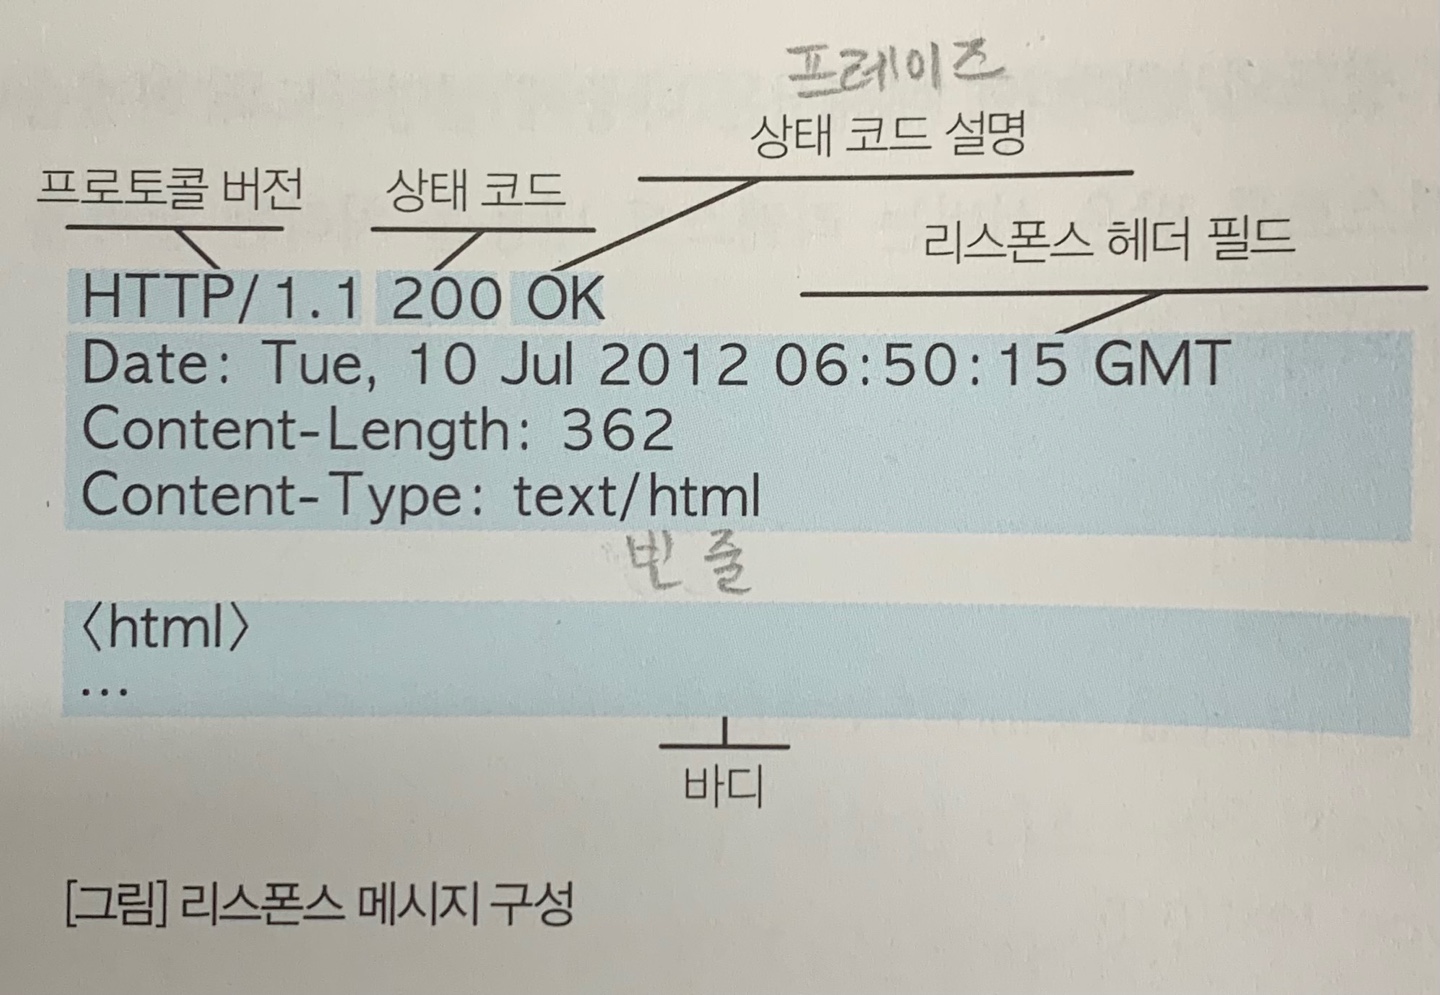 프레이즈
상태 코드 설명
프로토콜 버전 상태 코드
리스폰스 헤더 필드
HTTP/1.1 200 OK
Date: Tue, 10 Jul 2012 06:50:15 GMT
Content-Length: 362
Content-Type: text/html
빈 줄
〈html〉
...
바디
[그림] 리스폰스 메시지 구성